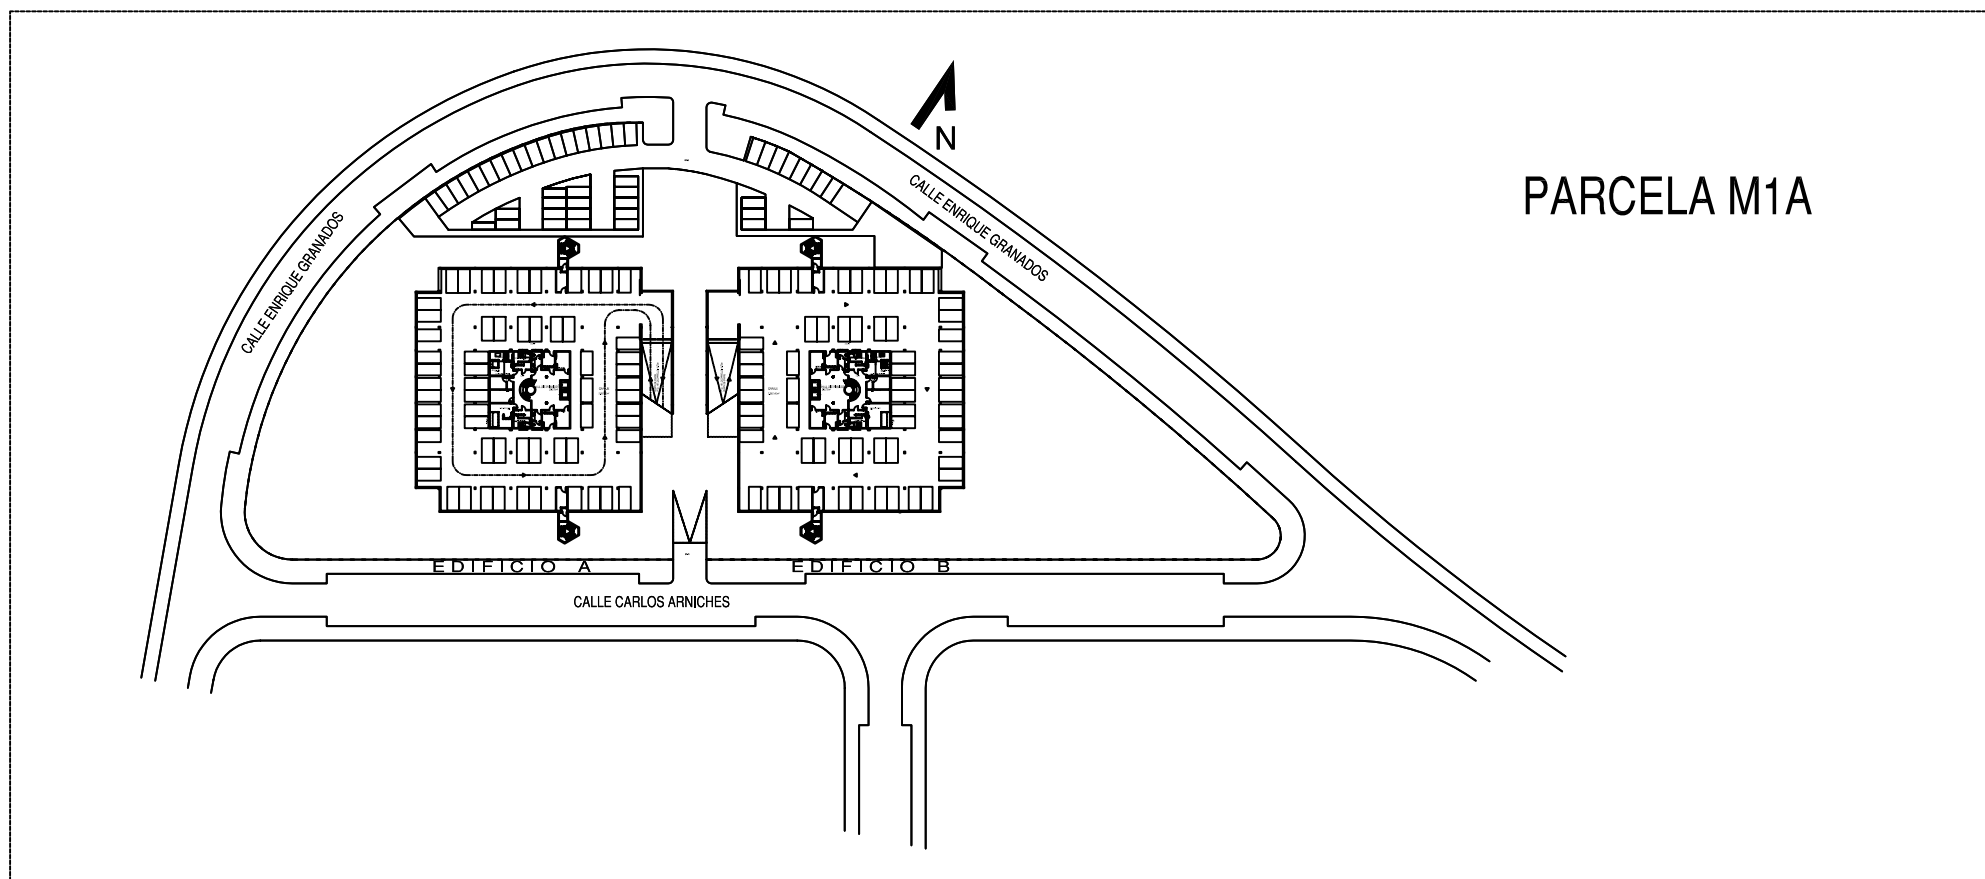 N
PARCELA M1A
CALLE ENRIQUE GRANADOS
CALLE ENRIQUE GRANADOS
EDIFICIO A
EDIFICIO B
CALLE CARLOS ARNICHES